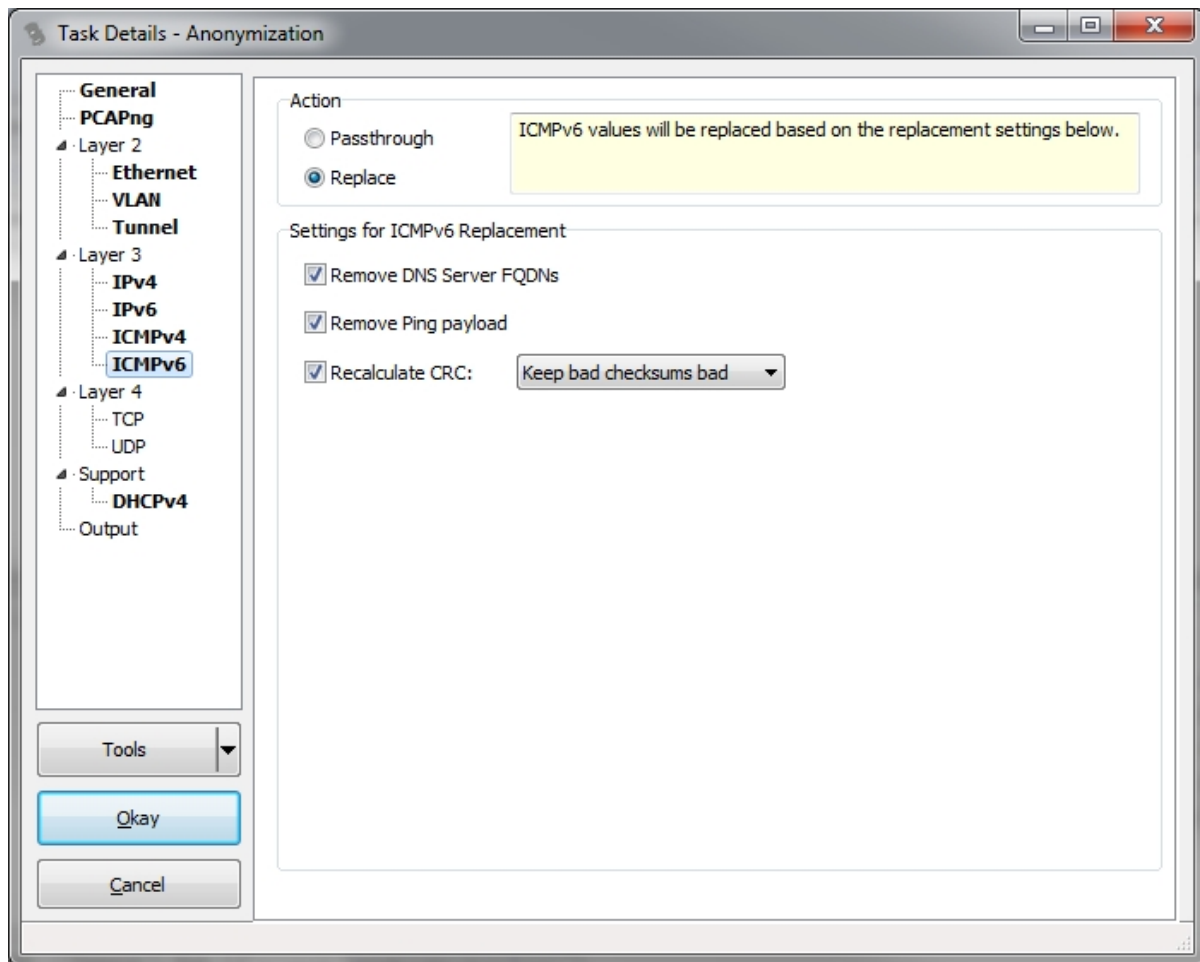 Task Details - Anonymization
General
PCAPng
Layer 2
Ethernet
VLAN
Tunnel
Layer 3
IPv4
IPv6
ICMPv4
ICMPv6
Layer 4
TCP
UDP
Support
DHCPv4
Output
Tools
Okay
Cancel
Action
Passthrough
Replace
ICMPv6 values will be replaced based on the replacement settings below.
Settings for ICMPv6 Replacement
Remove DNS Server FQDNs
Remove Ping payload
Recalculate CRC: Keep bad checksums bad